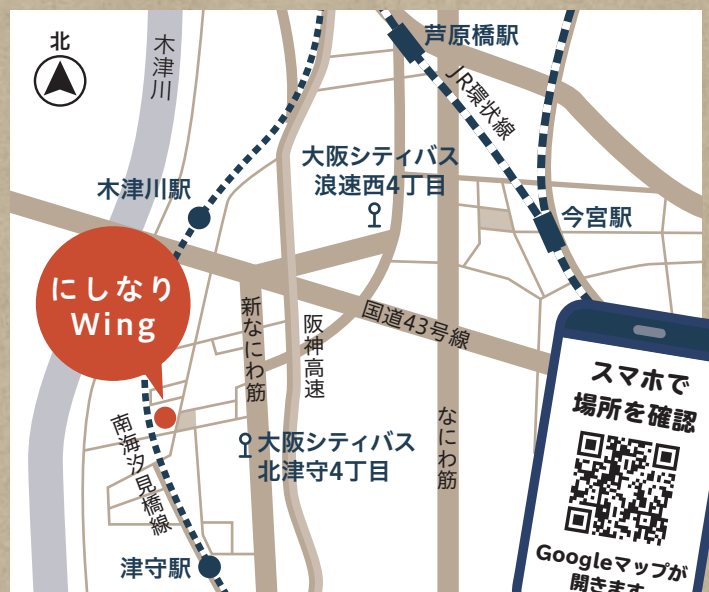 北
木津川
芦原橋駅
JR環状線
大阪シティバス
浪速西4丁目
木津川駅
今宮駅
にしなり
Wing
新なにわ筋
阪神高速
国道43号線
スマホで
場所を確認
なにわ筋
南海汐見橋線
大阪シティバス
北津守4丁目
津守駅
Googleマップが
開きます